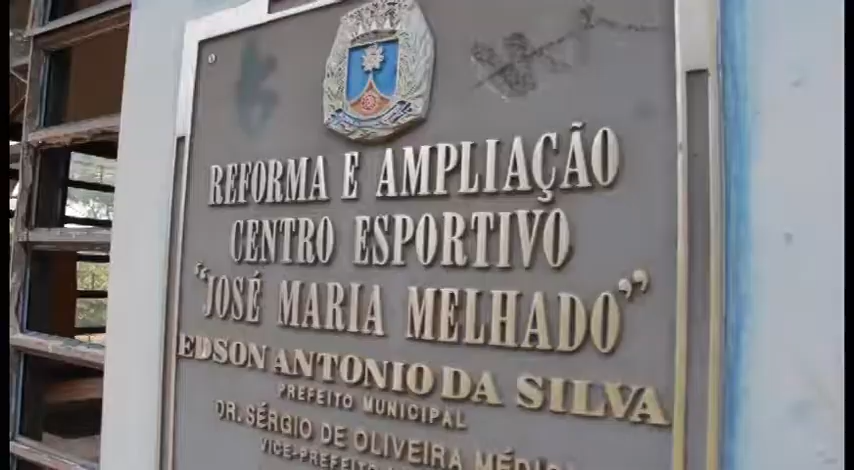 REFORMA E AMPLIAÇÃO
CENTRO ESPORTIVO
“JOSÉ MARIA MELHADO”
EDSON ANTONIO DA SILVA
PREFEITO MUNICIPAL
DR. SÉRGIO DE OLIVEIRA
VICE-PREFEITO